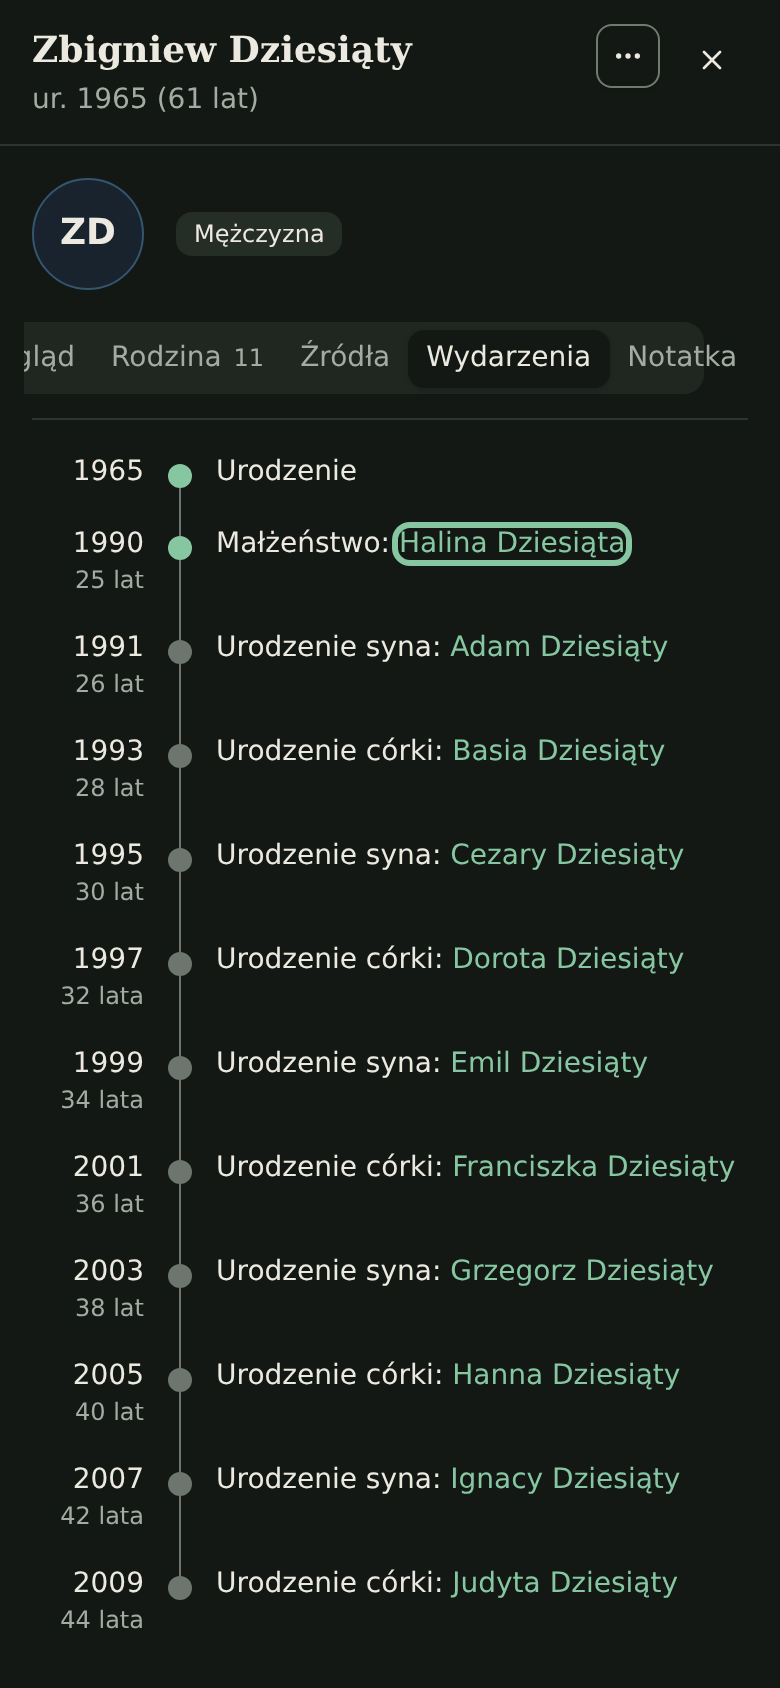 Zbigniew Dziesiąty
ur. 1965 (61 lat)
ZD
Mężczyzna
gląd Rodzina 11 Źródła Wydarzenia Notatka
1965 Urodzenie
1990 Małżeństwo: Halina Dziesiąta
25 lat
1991 Urodzenie syna: Adam Dziesiąty
26 lat
1993 Urodzenie córki: Basia Dziesiąty
28 lat
1995 Urodzenie syna: Cezary Dziesiąty
30 lat
1997 Urodzenie córki: Dorota Dziesiąty
32 lata
1999 Urodzenie syna: Emil Dziesiąty
34 lata
2001 Urodzenie córki: Franciszka Dziesiąty
36 lat
2003 Urodzenie syna: Grzegorz Dziesiąty
38 lat
2005 Urodzenie córki: Hanna Dziesiąty
40 lat
2007 Urodzenie syna: Ignacy Dziesiąty
42 lata
2009 Urodzenie córki: Judyta Dziesiąty
44 lata